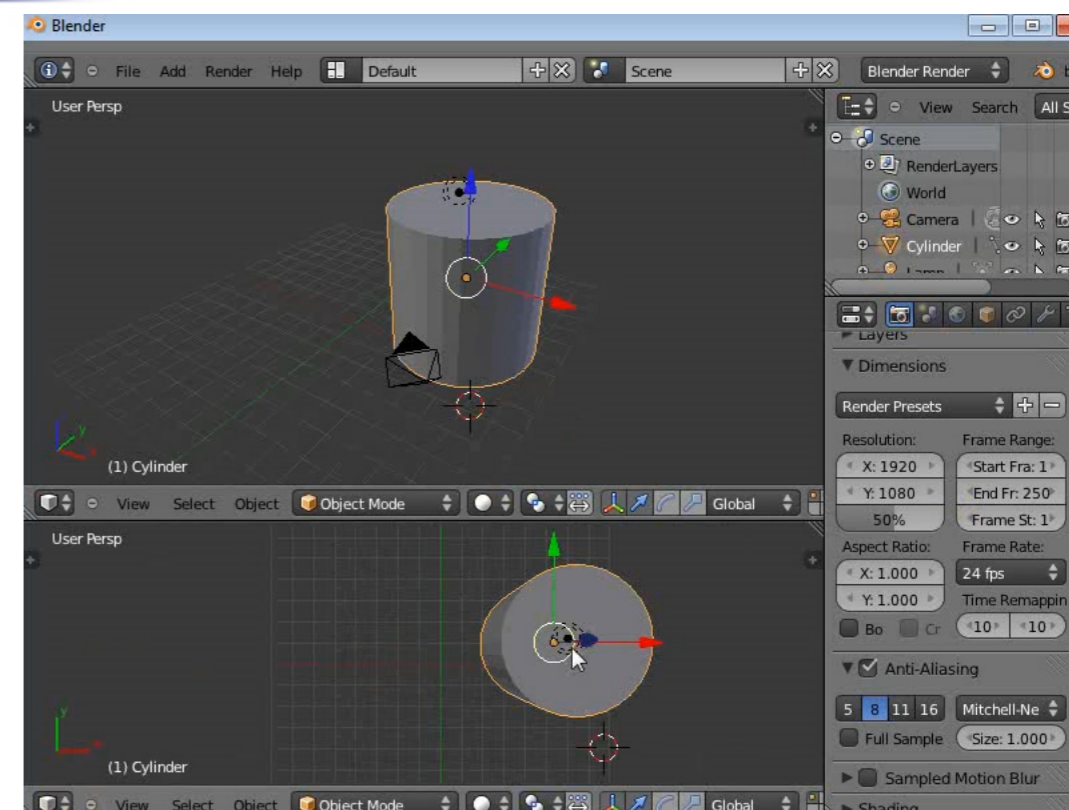 Blender
File Add Render Help Default Scene Blender Render
User Persp
(1) Cylinder
View Select Object Object Mode Global
User Persp
y
(1) Cylinder
View Select Object Object Mode Global
View Search All S
Scene
RenderLayers
World
Camera
Cylinder
Lamp
Layers
Dimensions
Render Presets
Resolution: Frame Range:
X: 1920 Start Fra: 1
Y: 1080 End Fr: 250
50% Frame St: 1
Aspect Ratio: Frame Rate:
X: 1.000 24 fps
Y: 1.000 Time Remappin
Bo Cr 10 10
Anti-Aliasing
5 8 11 16 Mitchell-Ne
Full Sample Size: 1.000
Sampled Motion Blur
Shading